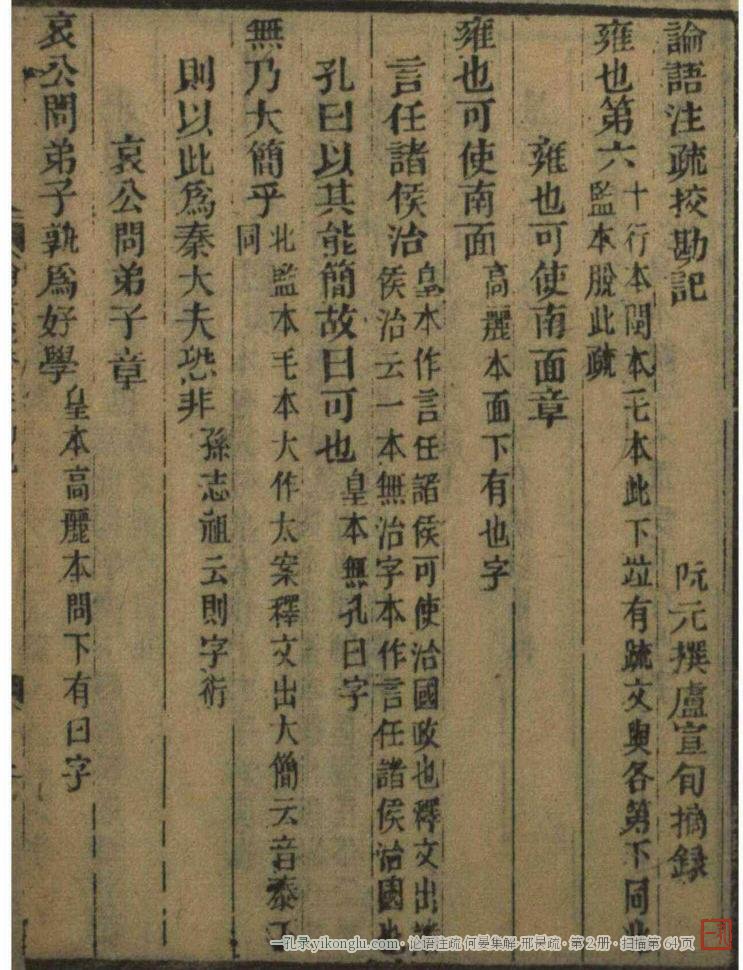 論語注疏挍勘記
阮元撰盧宣旬摘錄
雍也第六
十行本閩本毛本此下竝有疏文與各第下同
監本脫此疏
雍也可使南面章
雍也可使南面
高麗本面下有也字
言任諸侯治
皇本作言任諸侯可使治國政也釋文出諸
侯治云一本無治字本作言任諸侯治國也
孔曰以其能簡故曰可也
皇本無孔曰字
無乃大簡乎
北監本毛本大作太案釋文出大簡云音泰下
同
則以此爲秦大夫恐非
孫志祖云則字衍
哀公問弟子章
哀公問弟子孰爲好學
皇本高麗本問下有曰字
一孔录yikonglu.com · 论语注疏 何晏集解·邢昺疏 · 第2册 · 扫描第64页